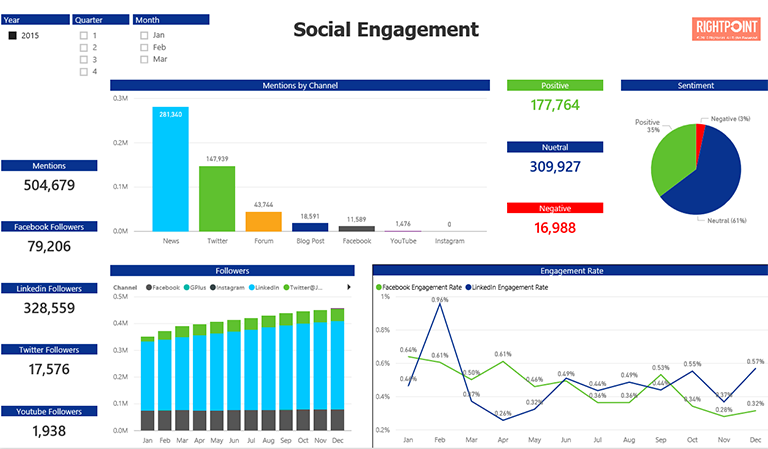 Social Engagement
RIGHTPOINT
Year
2015
Quarter
1
2
3
4
Month
Jan
Feb
Mar
Mentions
504,679
Facebook Followers
79,206
Linkedin Followers
328,559
Twitter Followers
17,576
Youtube Followers
1,938
Mentions by Channel
0.3M
0.2M
0.1M
0.0M
281,340
147,939
43,744
18,591
11,589
1,476
0
News Twitter Forum Blog Post Facebook YouTube Instagram
Positive
177,764
Nuetral
309,927
Negative
16,988
Sentiment
Positive
35%
Negative (3%)
Neutral (61%)
Followers
Channel Facebook GPlus Instagram LinkedIn Twitter@J...
0.5M
0.4M
0.3M
0.2M
0.1M
0.0M
Jan Feb Mar Apr May Jun Jul Aug Sep Oct Nov Dec
Engagement Rate
Facebook Engagement Rate LinkedIn Engagement Rate
1%
0.8%
0.6%
0.4%
0.2%
0.64% 0.61% 0.50% 0.61% 0.46% 0.36% 0.36% 0.53% 0.34% 0.28% 0.32%
0.46% 0.96% 0.37% 0.26% 0.32% 0.49% 0.44% 0.49% 0.44% 0.55% 0.37% 0.57%
Jan Feb Mar Apr May Jun Jul Aug Sep Oct Nov Dec